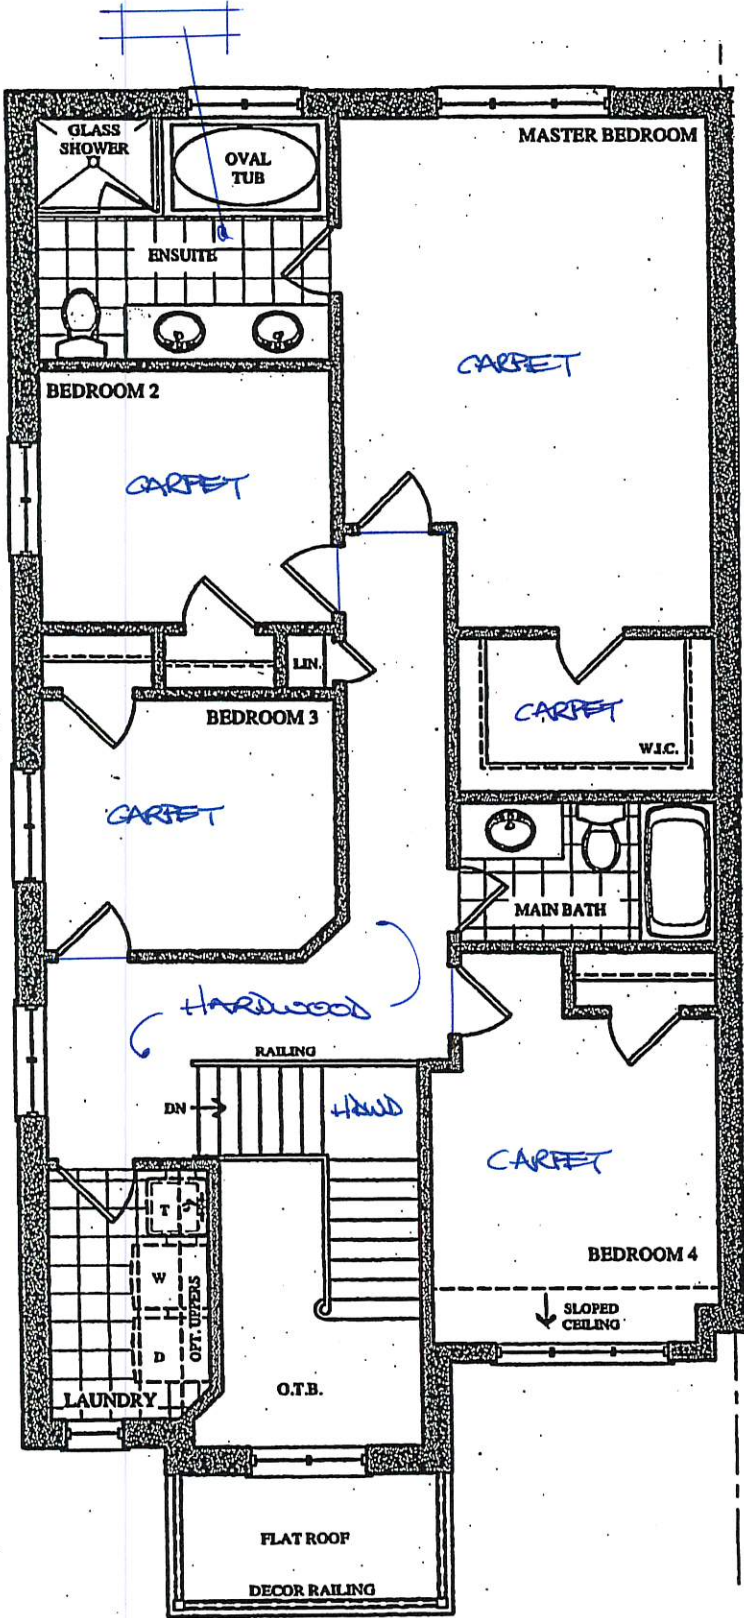 GLASS
SHOWER
OVAL
TUB
MASTER BEDROOM
ENSUITE
CARPET
BEDROOM 2
CARPET
LIN.
CARPET
W.I.C.
BEDROOM 3
CARPET
MAIN BATH
HARDWOOD
RAILING
DN
HAWD
CARPET
T
W
D
OPT. UPPERS
BEDROOM 4
SLOPED
CEILING
LAUNDRY
O.T.B.
FLAT ROOF
DECOR RAILING